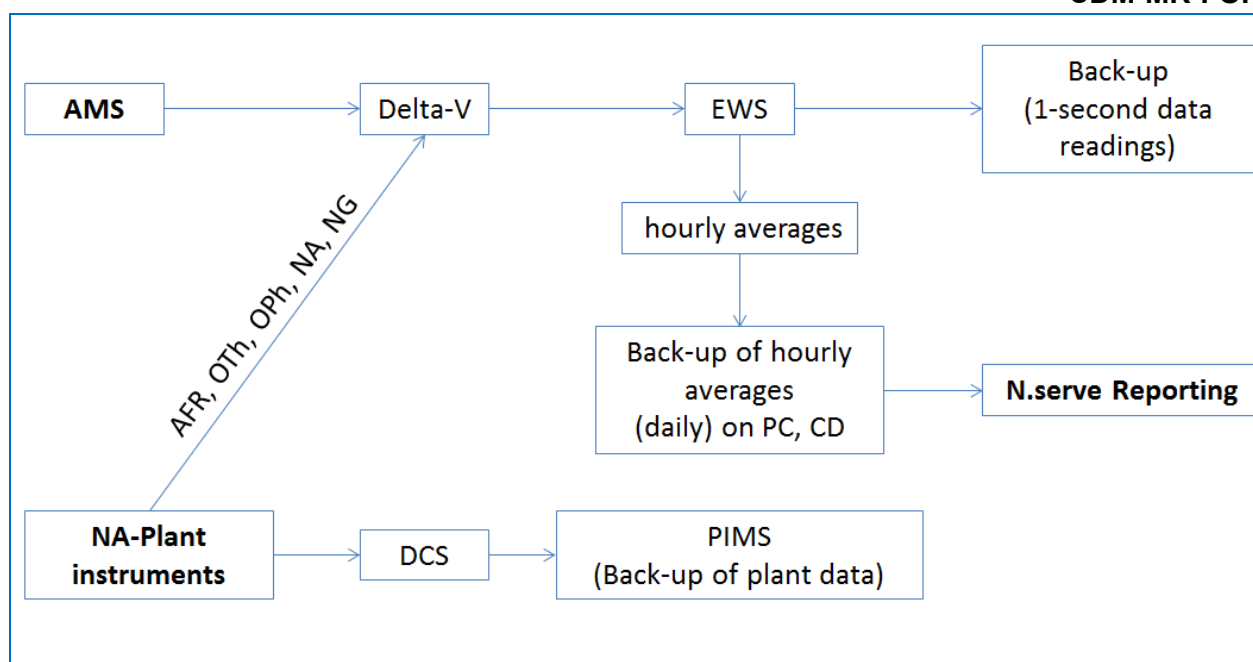 AMS
Delta-V
EWS
Back-up
(1-second data
readings)
hourly averages
AFR, OTh, OPh, NA, NG
Back-up of hourly
averages
(daily) on PC, CD
N.serve Reporting
NA-Plant
instruments
DCS
PIMS
(Back-up of plant data)